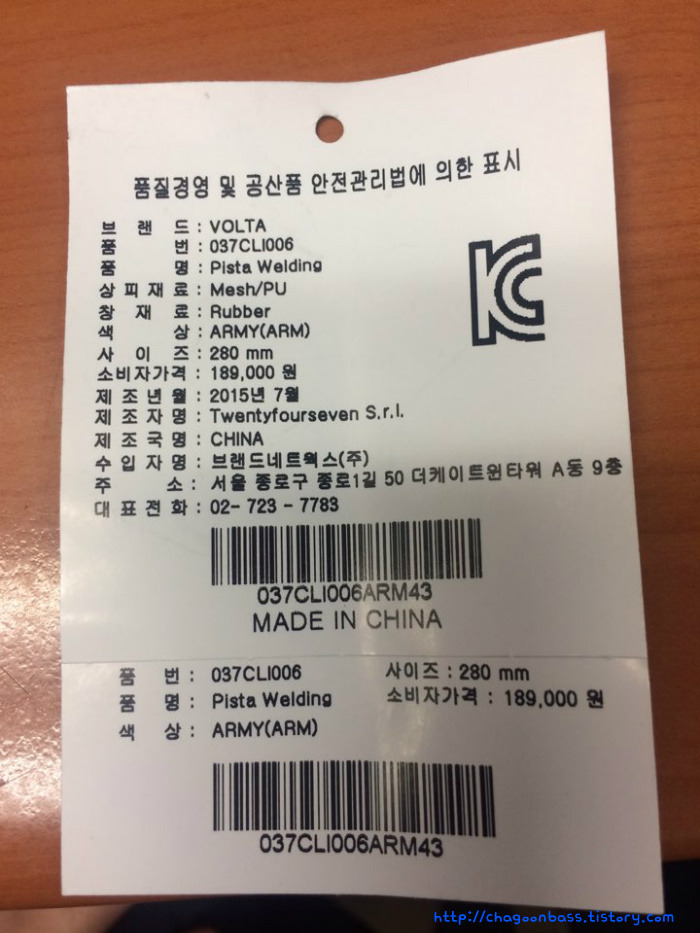 품질경영 및 공산품 안전관리법에 의한 표시
브 랜 드 : VOLTA
품 번 : 037CLI006
품 명 : Pista Welding
상 피 재 료 : Mesh/PU
창 재 료 : Rubber
색 상 : ARMY(ARM)
사 이 즈 : 280 mm
소비자가격 : 189,000 원
제 조 년 월 : 2015년 7월
제 조 자 명 : Twentyfourseven S.r.l.
제 조 국 명 : CHINA
수 입 자 명 : 브랜드네트웍스(주)
주 소 : 서울 종로구 종로1길 50 더케이트윈타워 A동 9층
대 표 전 화 : 02- 723 - 7783
KC
037CLI006ARM43
MADE IN CHINA
품 번 : 037CLI006 사이즈 : 280 mm
품 명 : Pista Welding 소비자가격 : 189,000 원
색 상 : ARMY(ARM)
037CLI006ARM43
http://chagoonbass.tistory.com